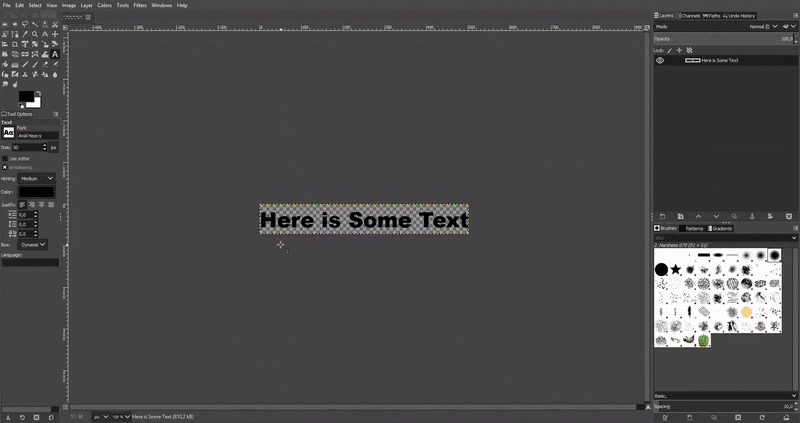 File Edit Select View Image Layer Colors Tools Filters Windows Help
Layers Channels Paths Undo History
Mode Normal
Opacity 100,0
Lock:
Here is Some Text
Tool Options
Text
Font
Aa Arial Heavy
Size: 50 px
Use editor
Antialiasing
Hinting: Medium
Color:
Justify:
0,0
0,0
0,0
Box: Dynamic
Language:
Here is Some Text
Brushes Patterns Gradients
2. Hardness 075 (51 × 51)
Basic,
Spacing 10,0
px 100 % Here is Some Text (810,2 kB)